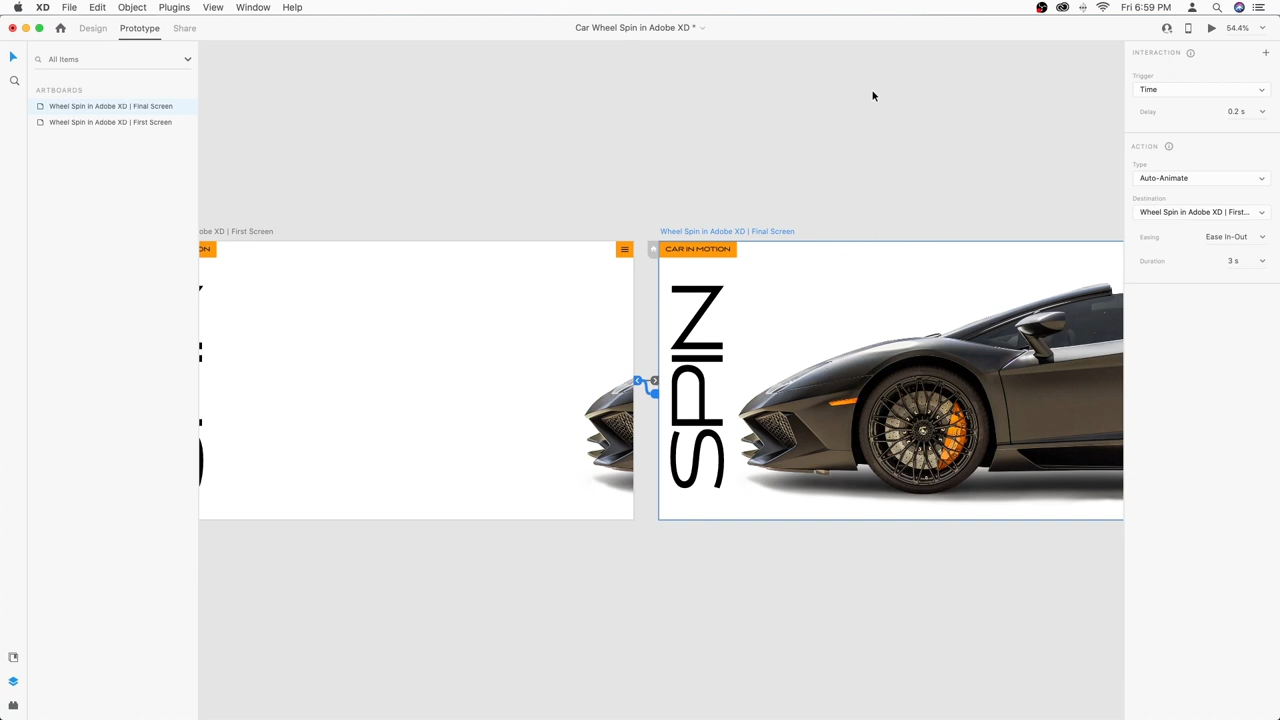 XD File Edit Object Plugins View Window Help
Fri 6:59 PM
Design Prototype Share
Car Wheel Spin in Adobe XD *
54.4%
All Items
ARTBOARDS
Wheel Spin in Adobe XD | Final Screen
Wheel Spin in Adobe XD | First Screen
obe XD | First Screen
ON
Wheel Spin in Adobe XD | Final Screen
CAR IN MOTION
SPIN
INTERACTION
Trigger
Time
Delay 0.2 s
ACTION
Type
Auto-Animate
Destination
Wheel Spin in Adobe XD | First...
Easing Ease In-Out
Duration 3 s